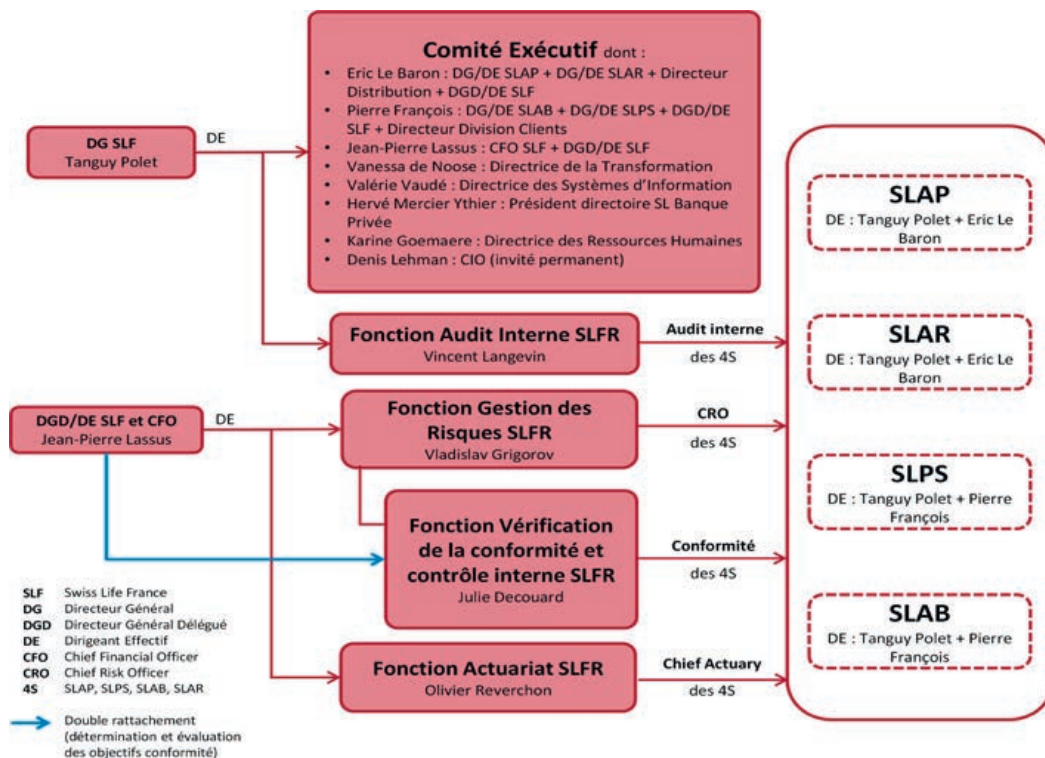 Comité Exécutif dont :
• Eric Le Baron : DG/DE SLAP + DG/DE SLAR + Directeur
Distribution + DGD/DE SLF
• Pierre François : DG/DE SLAB + DG/DE SLPS + DGD/DE
SLF + Directeur Division Clients
• Jean-Pierre Lassus : CFO SLF + DGD/DE SLF
• Vanessa de Noose : Directrice de la Transformation
• Valérie Vaudé : Directrice des Systèmes d’Information
• Hervé Mercier Ythier : Président directoire SL Banque
Privée
• Karine Goemaere : Directrice des Ressources Humaines
• Denis Lehman : CIO (invité permanent)
DG SLF
Tanguy Polet
DE
Fonction Audit Interne SLFR
Vincent Langevin
Audit interne
des 4S
DGD/DE SLF et CFO
Jean-Pierre Lassus
DE
Fonction Gestion des
Risques SLFR
Vladislav Grigorov
CRO
des 4S
Fonction Vérification
de la conformité et
contrôle interne SLFR
Julie Decouard
Conformité
des 4S
Fonction Actuariat SLFR
Olivier Reverchon
Chief Actuary
des 4S
SLAP
DE : Tanguy Polet + Eric Le
Baron
SLAR
DE : Tanguy Polet + Eric Le
Baron
SLPS
DE : Tanguy Polet + Pierre
François
SLAB
DE : Tanguy Polet + Pierre
François
SLF Swiss Life France
DG Directeur Général
DGD Directeur Général Délégué
DE Dirigeant Effectif
CFO Chief Financial Officer
CRO Chief Risk Officer
4S SLAP, SLPS, SLAB, SLAR
Double rattachement
(détermination et évaluation
des objectifs conformité)